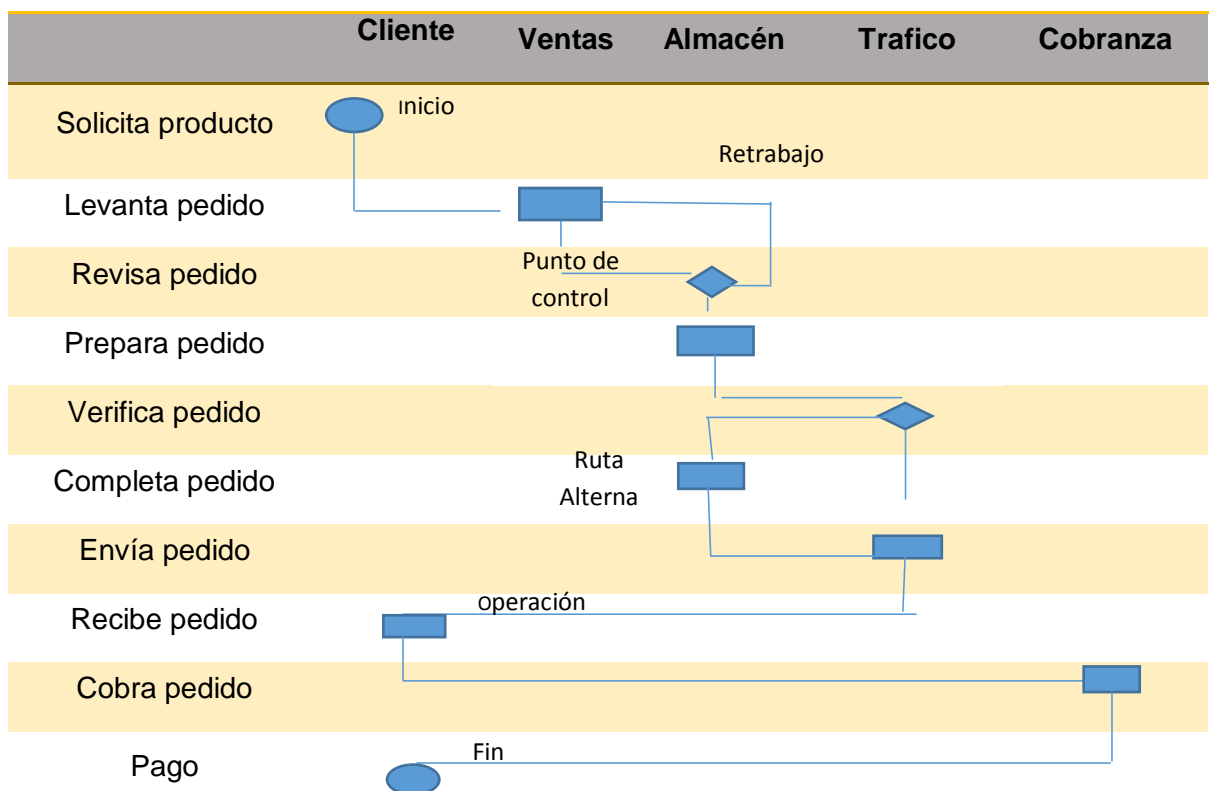 Cliente Ventas Almacén Trafico Cobranza
Solicita producto
Inicio
Retrabajo
Levanta pedido
Revisa pedido
Punto de
control
Prepara pedido
Verifica pedido
Completa pedido
Ruta
Alterna
Envía pedido
Recibe pedido
Operación
Cobra pedido
Pago
Fin